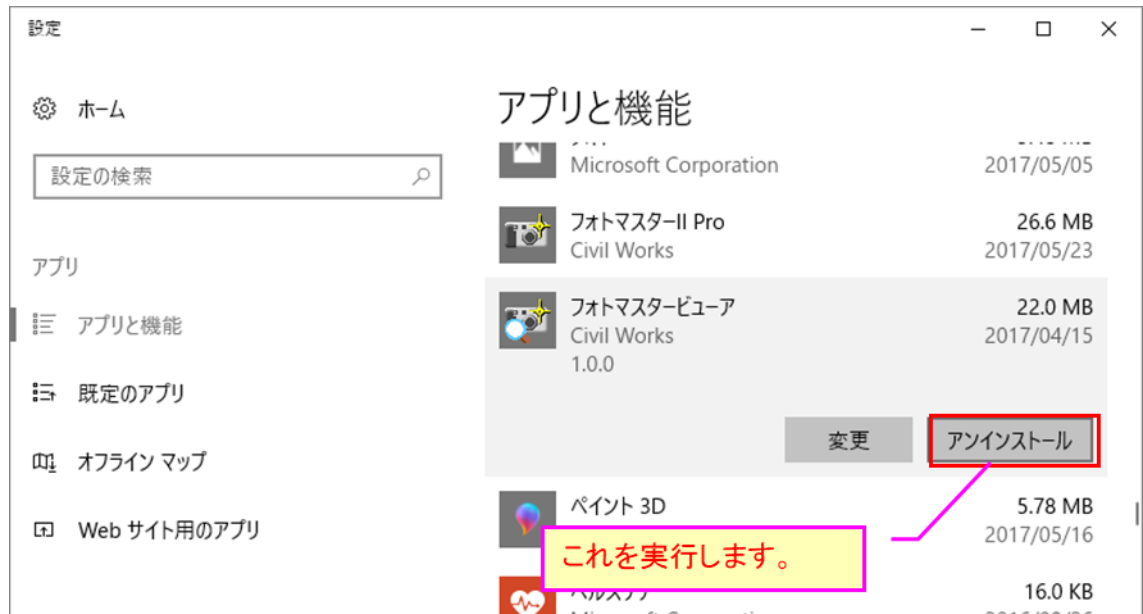 設定
ホーム
設定の検索
アプリ
アプリと機能
既定のアプリ
オフライン マップ
Web サイト用のアプリ
アプリと機能
Microsoft Corporation
2017/05/05
フォトマスターII Pro
26.6 MB
Civil Works
2017/05/23
フォトマスタービューア
22.0 MB
Civil Works
2017/04/15
1.0.0
変更
アンインストール
ペイント 3D
5.78 MB
2017/05/16
これを実行します。
16.0 KB